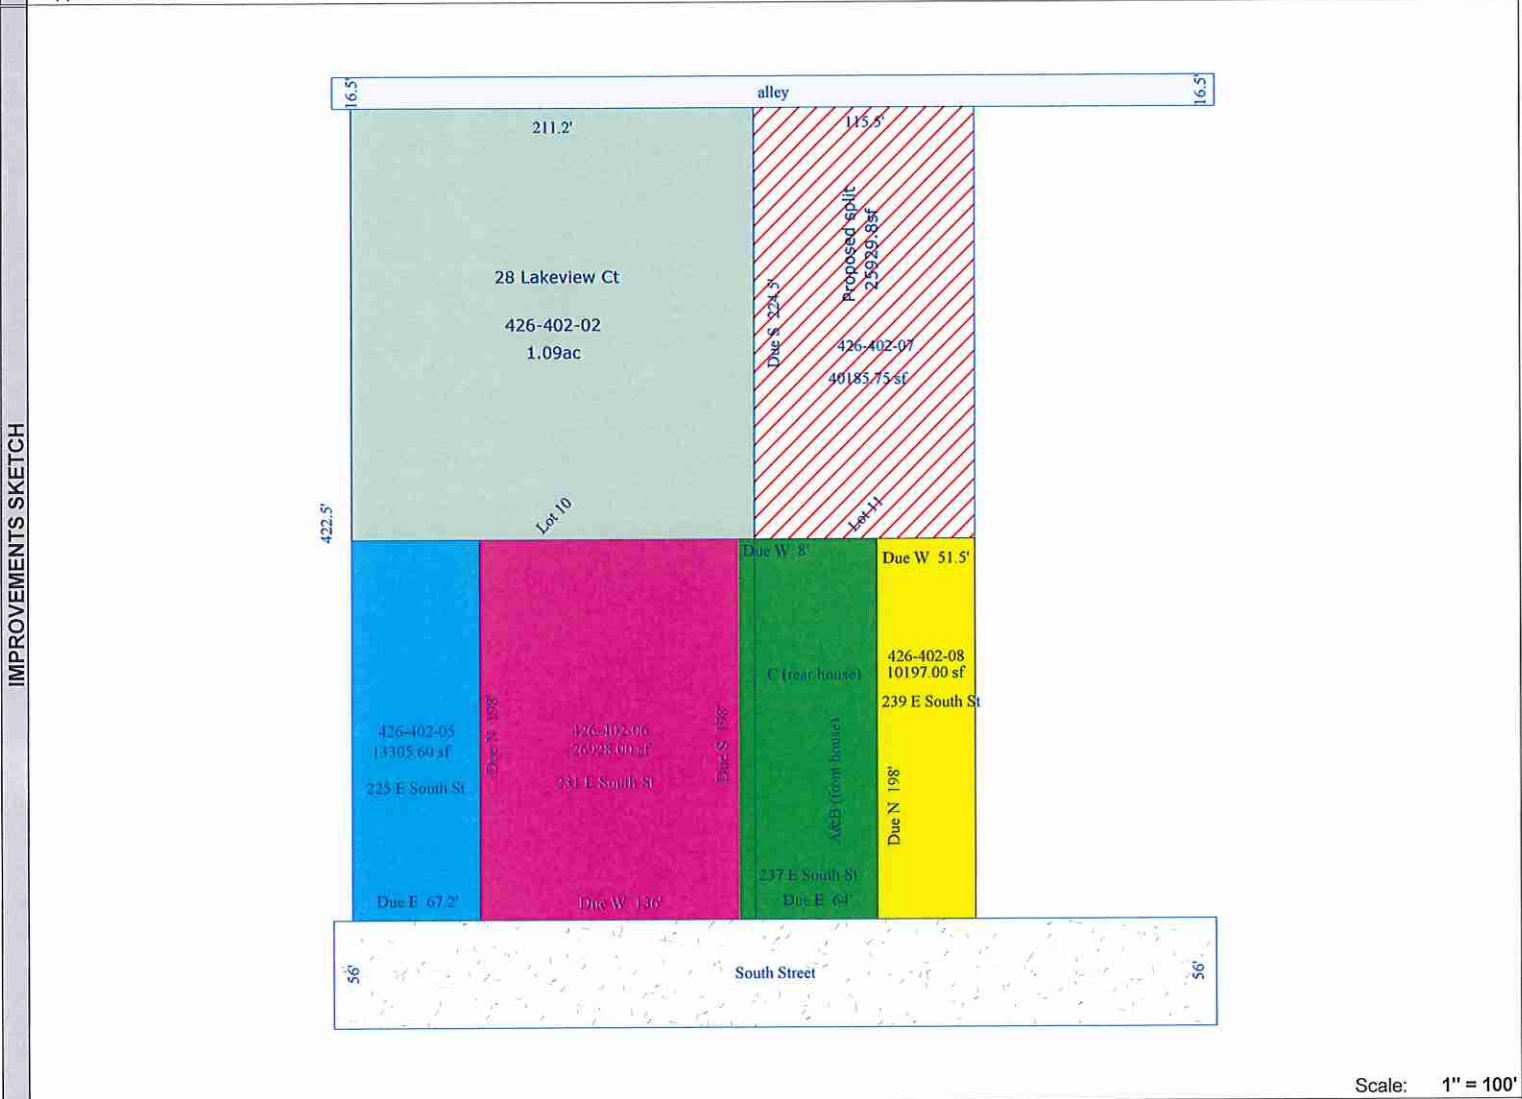 IMPROVEMENTS SKETCH
16.5'
alley
16.5'
211.2'
115.5'
Proposed split
25929.8sf
28 Lakeview Ct
426-402-02
1.09ac
Due S 224.5'
426-402-07
40185.75 sf
Lot 10
Lot 11
422.5'
Due W 8'
Due W 51.5'
C (rear house)
426-402-08
10197.00 sf
239 E South St
Due N 198'
Due S 198'
426-402-05
13305.60 sf
225 E South St
426-402-06
26928.00 sf
231 E South St
A&B (front house)
Due N 198'
237 E South St
Due E 67.2'
Due W 136'
Due E 64'
56'
South Street
56'
Scale: 1" = 100'